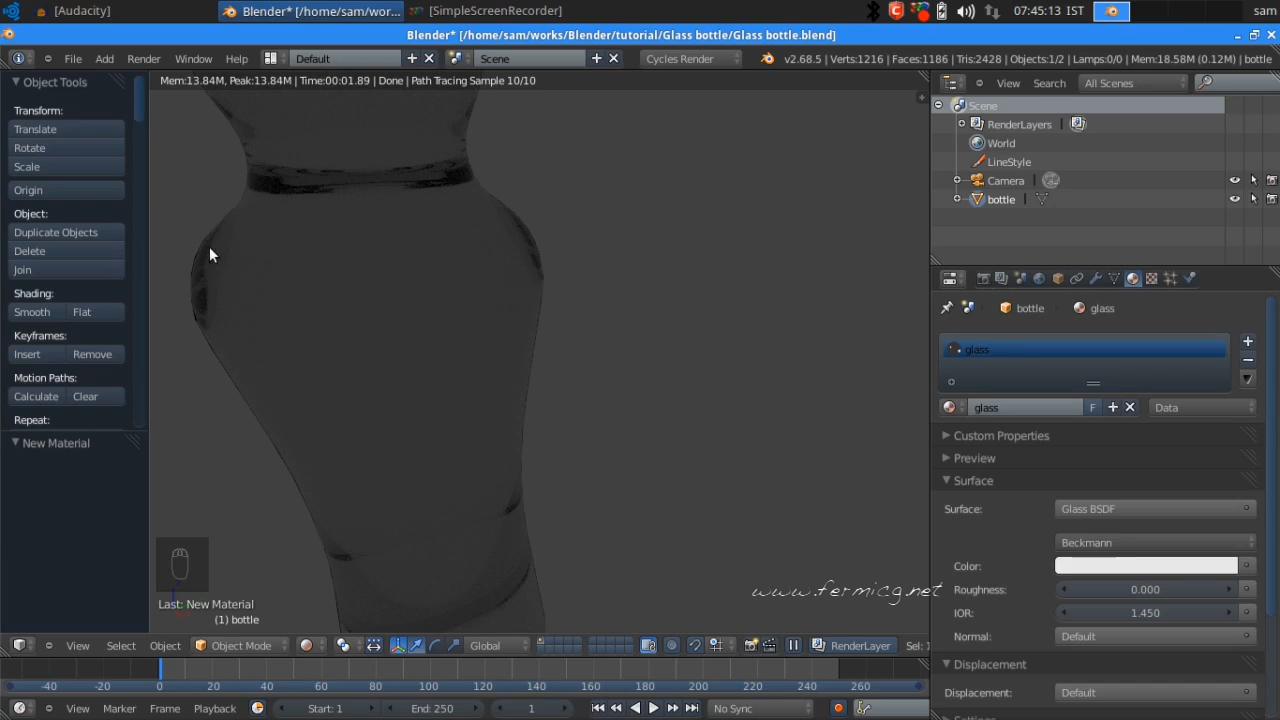 [Audacity]
Blender* [/home/sam/wor...
[SimpleScreenRecorder]
07:45:13 IST
sam
Blender* [/home/sam/works/Blender/tutorial/Glass bottle/Glass bottle.blend]
File Add Render Window Help
Default
Scene
Cycles Render
v2.68.5 | Verts:1216 | Faces:1186 | Tris:2428 | Objects:1/2 | Lamps:0/0 | Mem:18.58M (0.12M) | bottle
Object Tools
Transform:
Translate
Rotate
Scale
Origin
Object:
Duplicate Objects
Delete
Join
Shading:
Smooth Flat
Keyframes:
Insert Remove
Motion Paths:
Calculate Clear
Repeat:
New Material
Mem:13.84M, Peak:13.84M | Time:00:01.89 | Done | Path Tracing Sample 10/10
Last: New Material
(1) bottle
www.fermicg.net
View Search All Scenes
Scene
RenderLayers
World
LineStyle
Camera
bottle
bottle glass
glass
glass F Data
Custom Properties
Preview
Surface
Surface: Glass BSDF
Beckmann
Color:
Roughness: 0.000
IOR: 1.450
Normal: Default
Displacement
Displacement: Default
Settings
View Select Object Object Mode Global RenderLayer Sel: 1
-40 -20 0 20 40 60 80 100 120 140 160 180 200 220 240 260
View Marker Frame Playback Start: 1 End: 250 1 No Sync